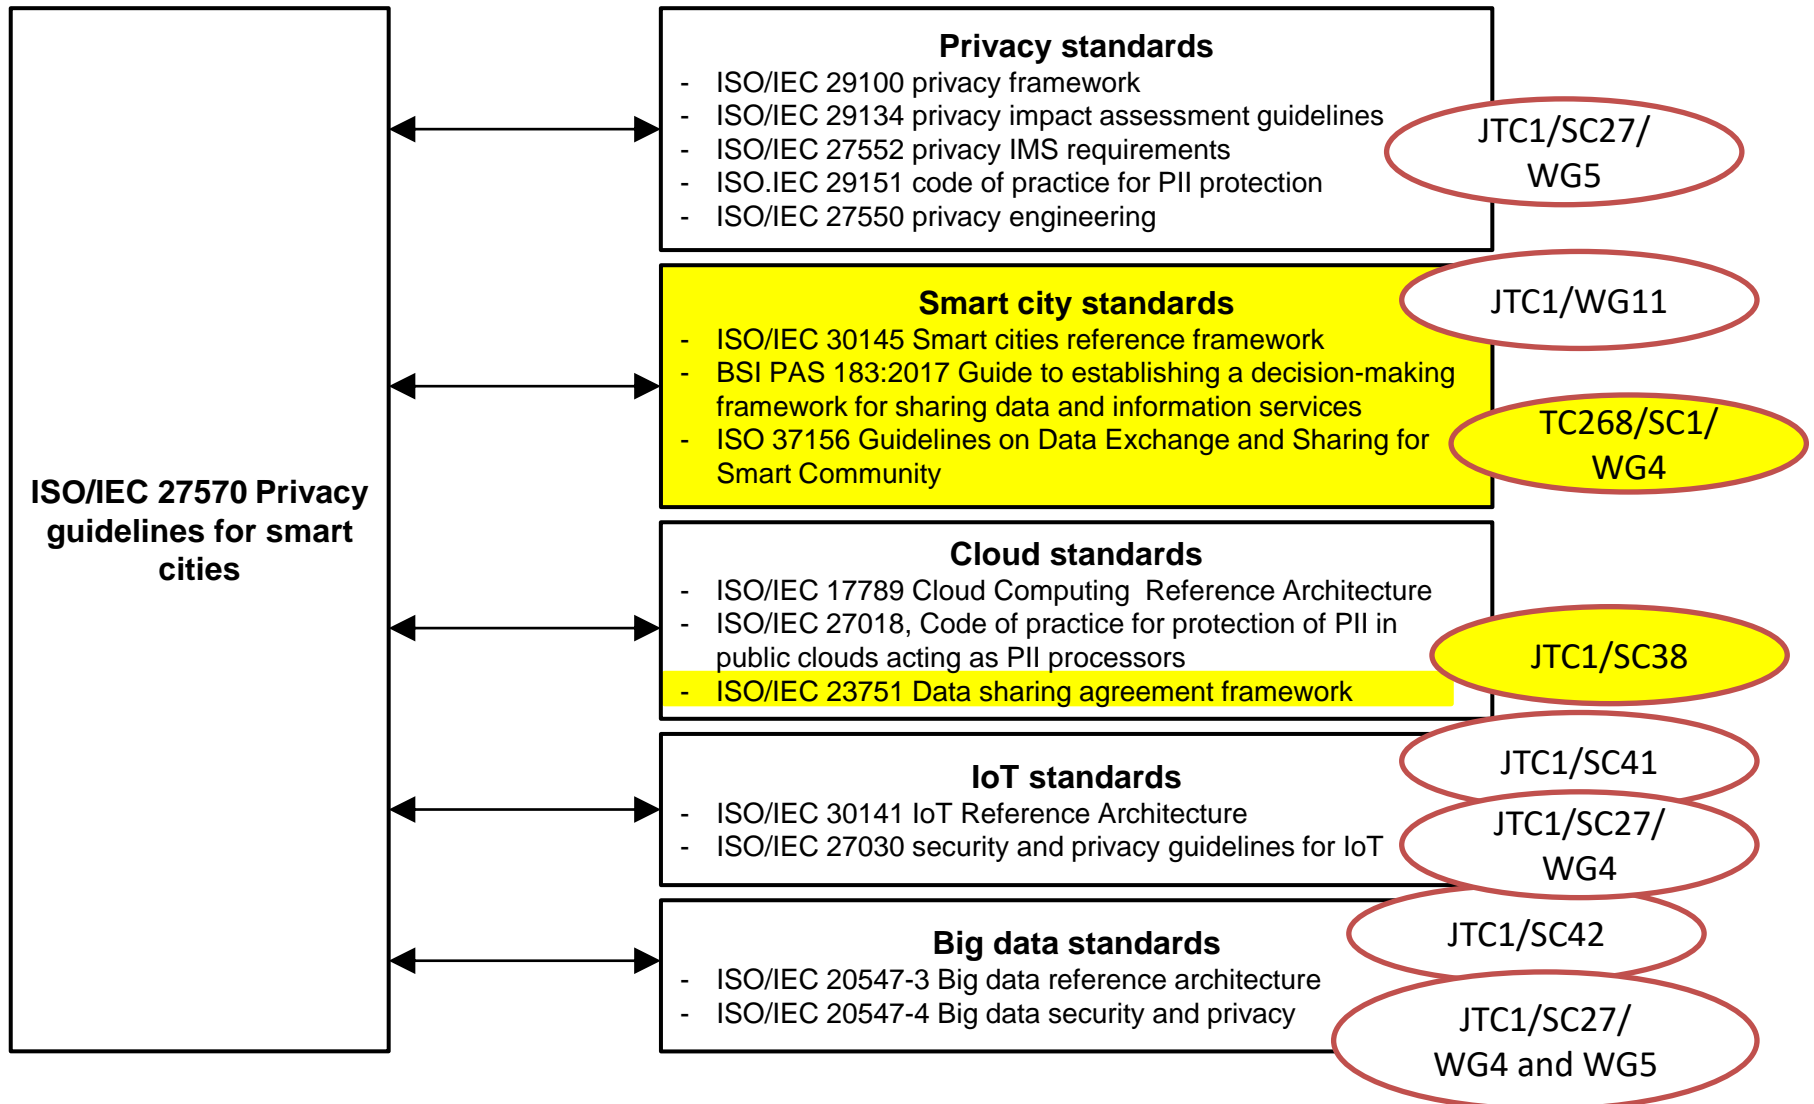 ISO/IEC 27570 Privacy
guidelines for smart
cities
Privacy standards
- ISO/IEC 29100 privacy framework
- ISO/IEC 29134 privacy impact assessment guidelines
- ISO/IEC 27552 privacy IMS requirements
- ISO.IEC 29151 code of practice for PII protection
- ISO/IEC 27550 privacy engineering
JTC1/SC27/
WG5
Smart city standards
- ISO/IEC 30145 Smart cities reference framework
- BSI PAS 183:2017 Guide to establishing a decision-making
framework for sharing data and information services
- ISO 37156 Guidelines on Data Exchange and Sharing for
Smart Community
JTC1/WG11
TC268/SC1/
WG4
Cloud standards
- ISO/IEC 17789 Cloud Computing  Reference Architecture
- ISO/IEC 27018, Code of practice for protection of PII in
public clouds acting as PII processors
- ISO/IEC 23751 Data sharing agreement framework
JTC1/SC38
IoT standards
- ISO/IEC 30141 IoT Reference Architecture
- ISO/IEC 27030 security and privacy guidelines for IoT
JTC1/SC41
JTC1/SC27/
WG4
Big data standards
- ISO/IEC 20547-3 Big data reference architecture
- ISO/IEC 20547-4 Big data security and privacy
JTC1/SC42
JTC1/SC27/
WG4 and WG5